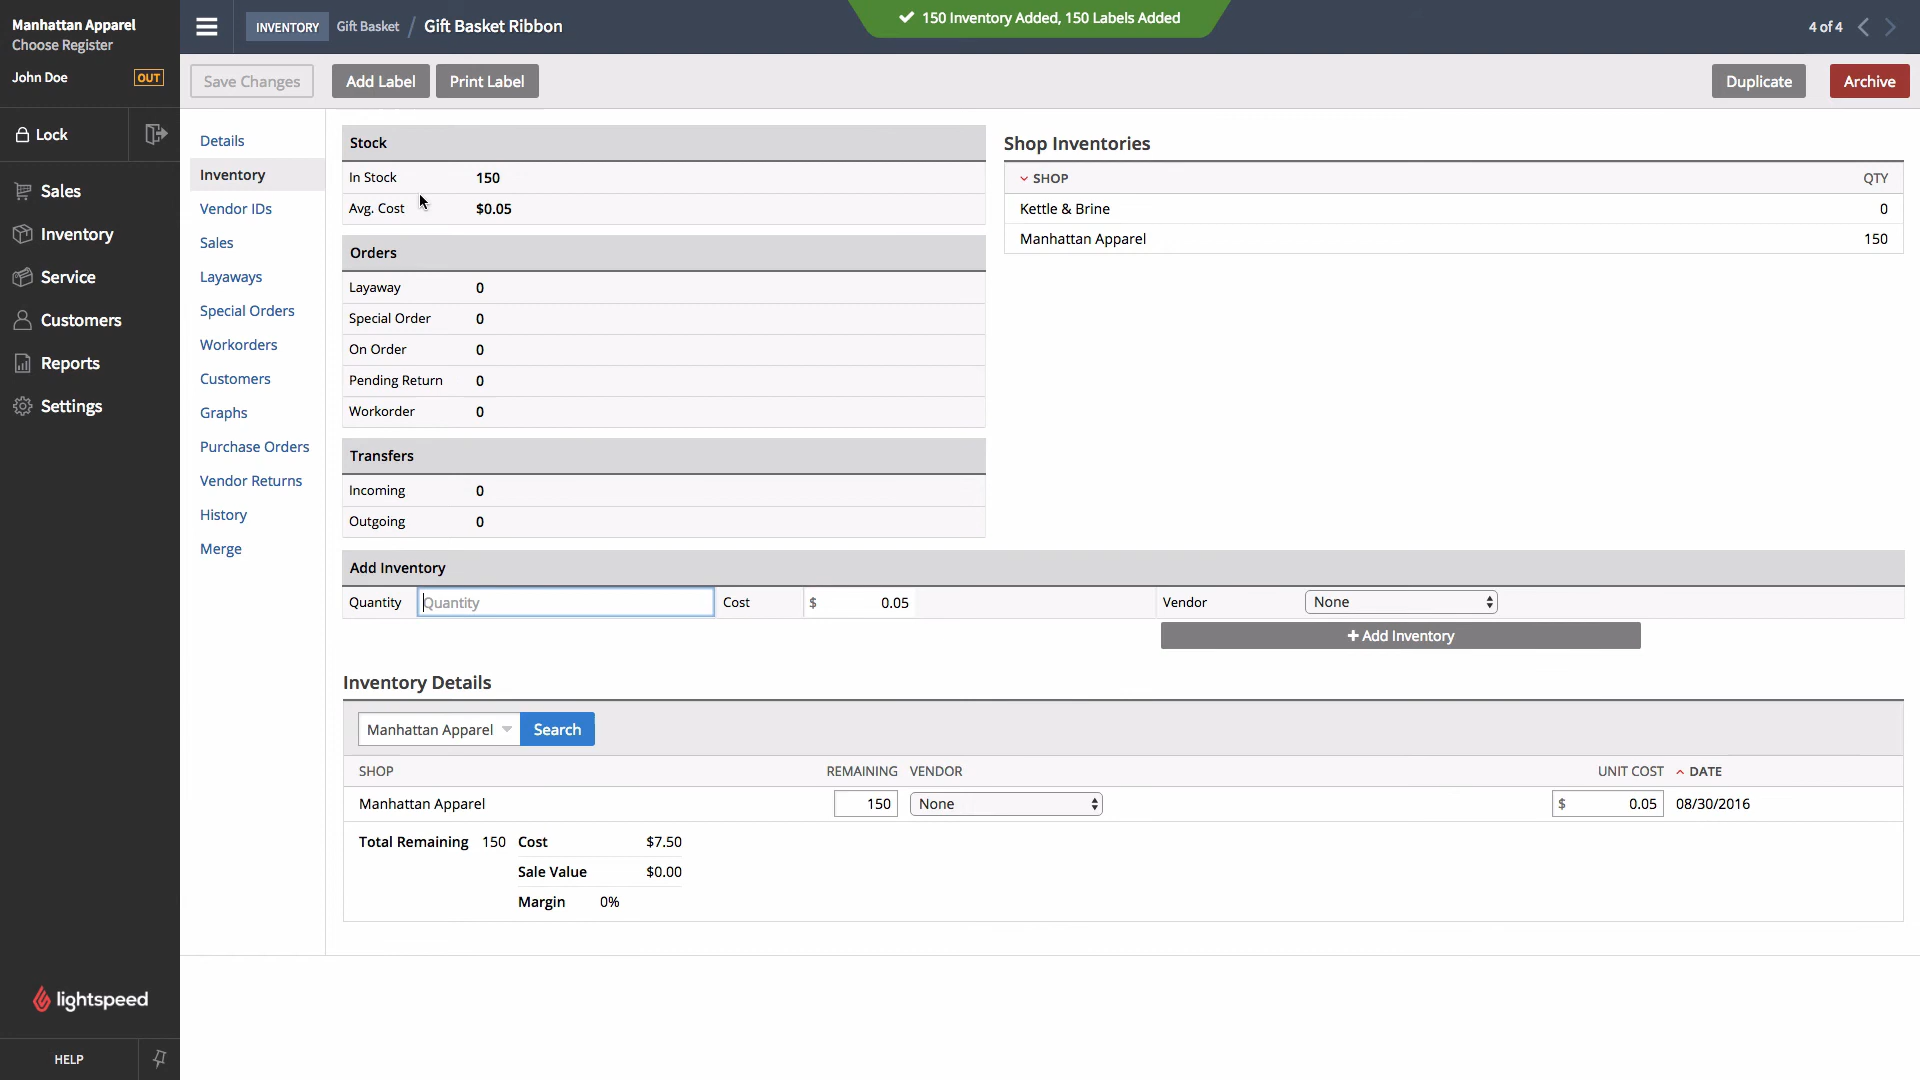 Manhattan Apparel
Choose Register
John Doe OUT
Lock
Sales
Inventory
Service
Customers
Reports
Settings
lightspeed
HELP
INVENTORY Gift Basket / Gift Basket Ribbon
150 Inventory Added, 150 Labels Added
4 of 4
Save Changes Add Label Print Label Duplicate Archive
Details
Inventory
Vendor IDs
Sales
Layaways
Special Orders
Workorders
Customers
Graphs
Purchase Orders
Vendor Returns
History
Merge
Stock
In Stock 150
Avg. Cost $0.05
Orders
Layaway 0
Special Order 0
On Order 0
Pending Return 0
Workorder 0
Transfers
Incoming 0
Outgoing 0
Shop Inventories
SHOP QTY
Kettle & Brine 0
Manhattan Apparel 150
Add Inventory
Quantity Quantity Cost $ 0.05 Vendor None
+ Add Inventory
Inventory Details
Manhattan Apparel Search
SHOP REMAINING VENDOR UNIT COST DATE
Manhattan Apparel 150 None $ 0.05 08/30/2016
Total Remaining 150 Cost $7.50
Sale Value $0.00
Margin 0%